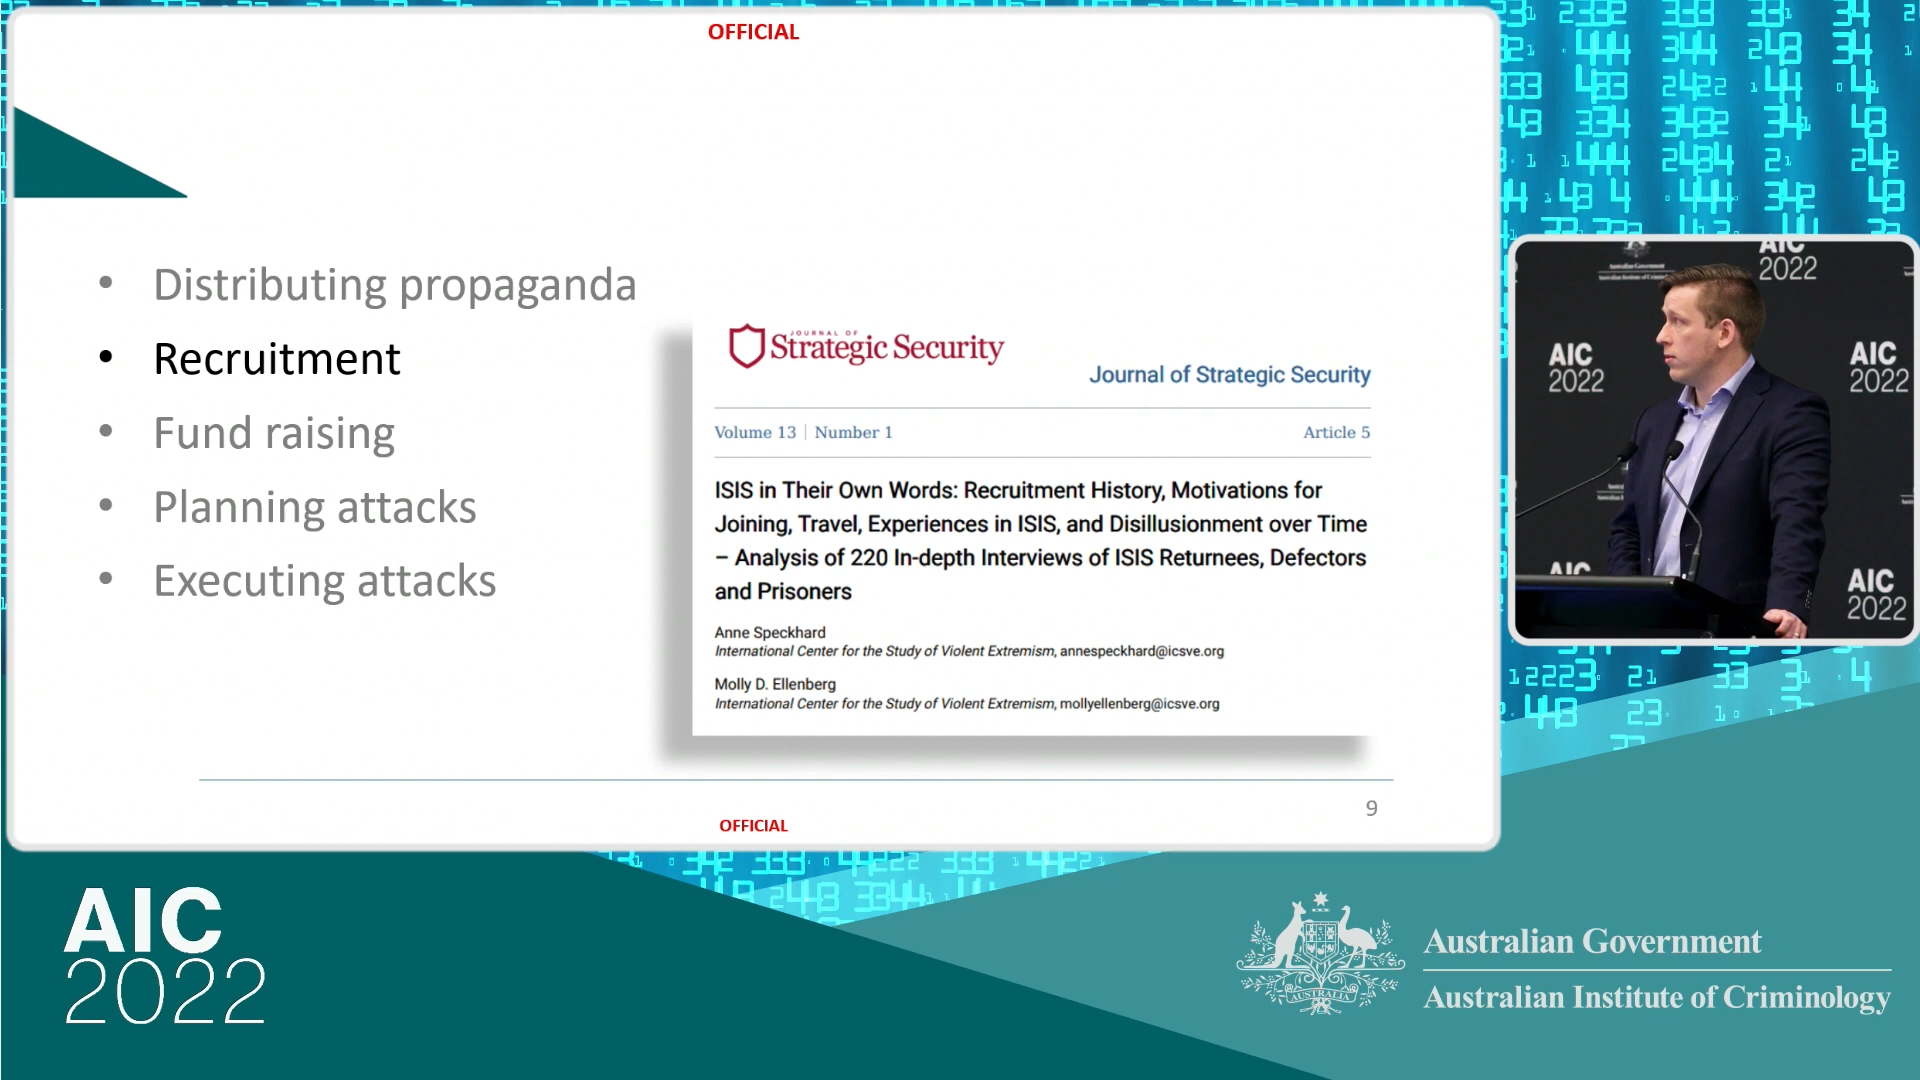 OFFICIAL
• Distributing propaganda
• Recruitment
• Fund raising
• Planning attacks
• Executing attacks
JOURNAL OF
Strategic Security
Journal of Strategic Security
Volume 13 | Number 1
Article 5
ISIS in Their Own Words: Recruitment History, Motivations for
Joining, Travel, Experiences in ISIS, and Disillusionment over Time
– Analysis of 220 In-depth Interviews of ISIS Returnees, Defectors
and Prisoners
Anne Speckhard
International Center for the Study of Violent Extremism, annespeckhard@icsve.org
Molly D. Ellenberg
International Center for the Study of Violent Extremism, mollyellenberg@icsve.org
9
OFFICIAL
AIC
2022
AIC
2022
AIC
2022
AIC
AIC
2022
AIC
2022
AUSTRALIA
Australian Government
Australian Institute of Criminology